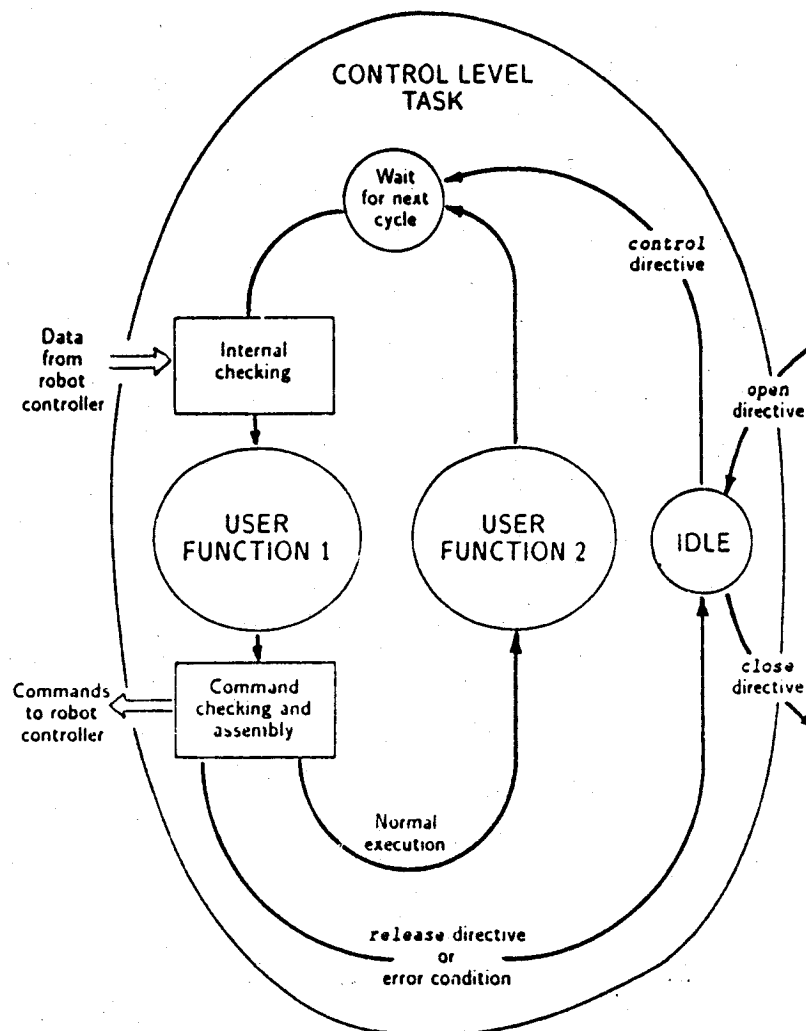 CONTROL LEVEL
TASK
Wait
for next
cycle
control
directive
Data
from
robot
controller
Internal
checking
open
directive
USER
FUNCTION 1
USER
FUNCTION 2
IDLE
Commands
to robot
controller
Command
checking and
assembly
close
directive
Normal
execution
release directive
or
error condition